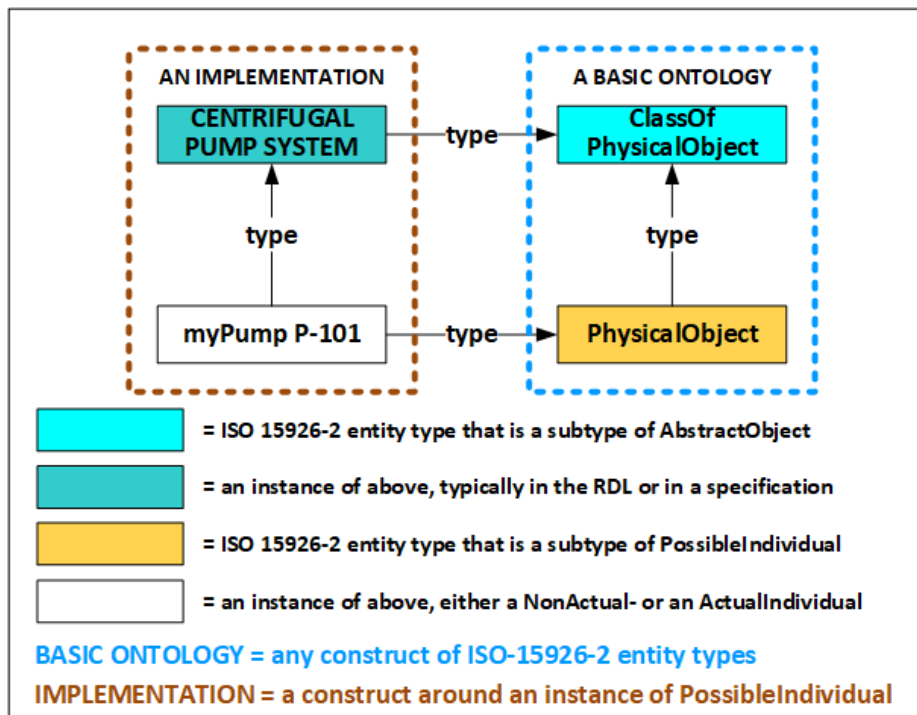 AN IMPLEMENTATION
A BASIC ONTOLOGY
CENTRIFUGAL
PUMP SYSTEM
type
ClassOf
PhysicalObject
type
type
myPump P-101
type
PhysicalObject
= ISO 15926-2 entity type that is a subtype of AbstractObject
= an instance of above, typically in the RDL or in a specification
= ISO 15926-2 entity type that is a subtype of PossibleIndividual
= an instance of above, either a NonActual- or an ActualIndividual
BASIC ONTOLOGY = any construct of ISO-15926-2 entity types
IMPLEMENTATION = a construct around an instance of PossibleIndividual